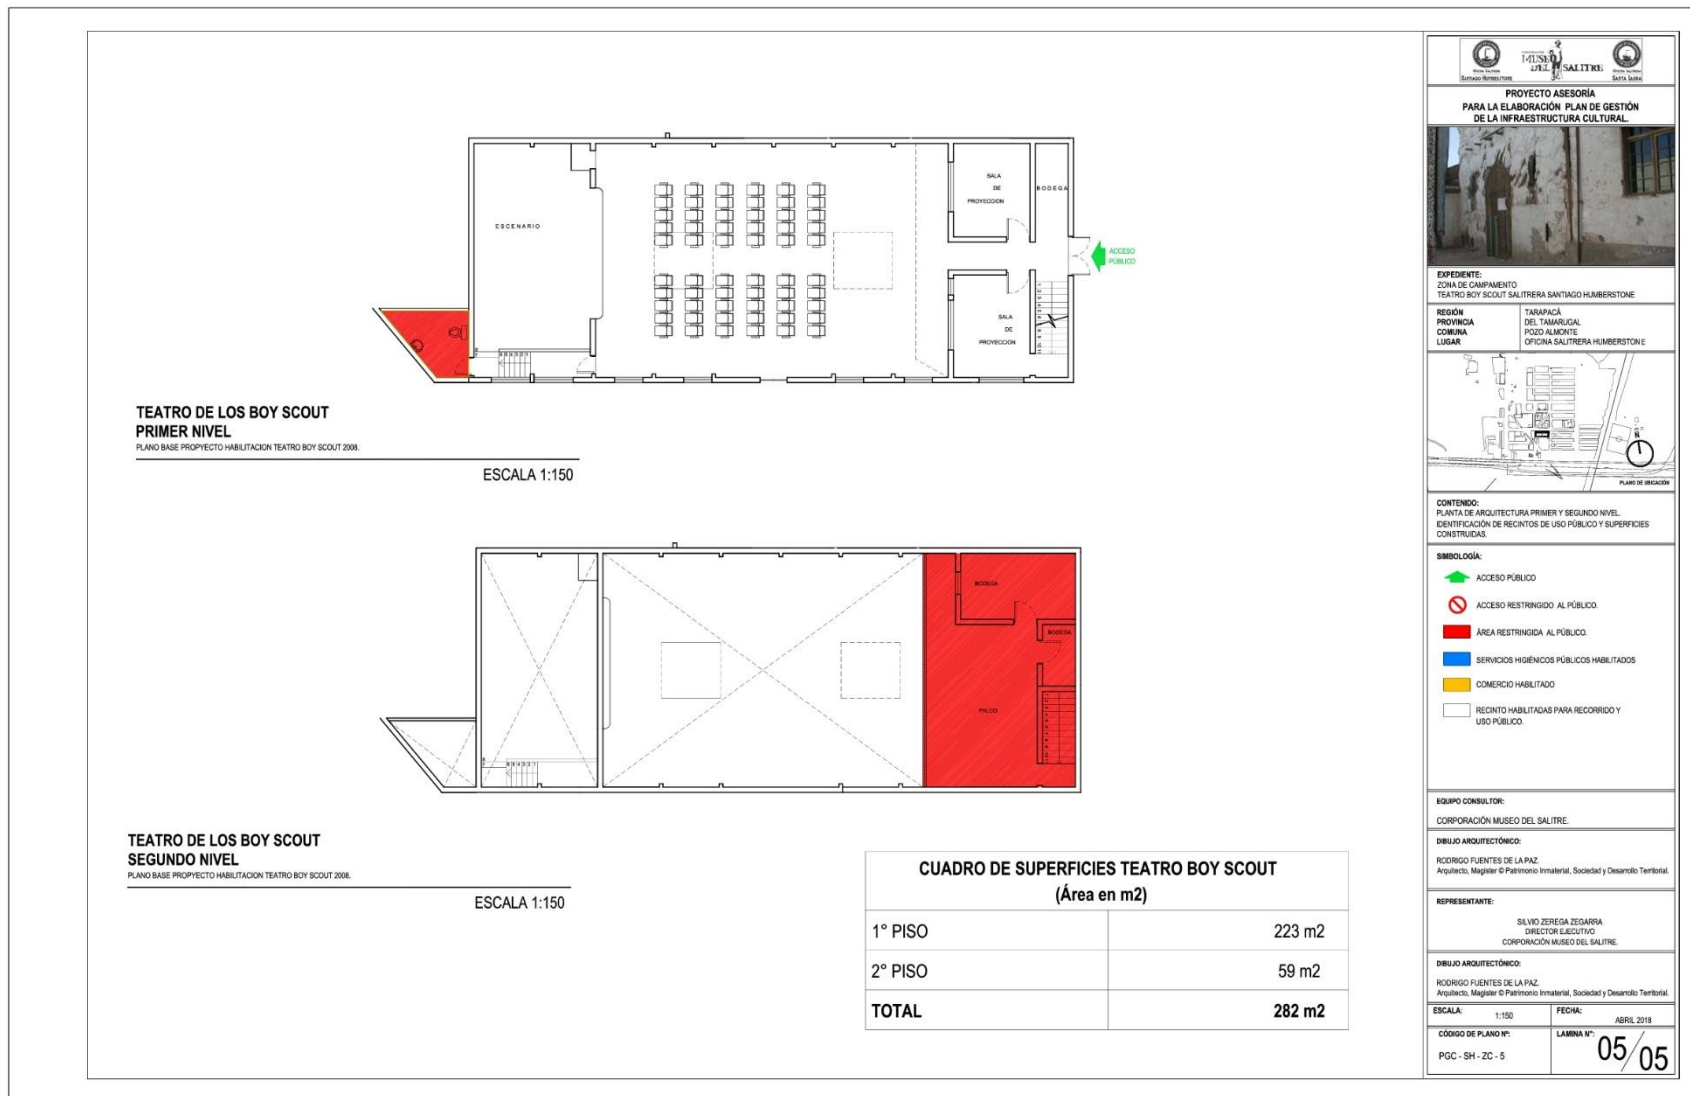 ESCENARIO
SALA
DE
PROYECCION
BODEGA
ACCESO
PÚBLICO
SALA
DE
PROYECCION
TEATRO DE LOS BOY SCOUT
PRIMER NIVEL
PLANO BASE PROPYECTO HABILITACION TEATRO BOY SCOUT 2008.
ESCALA 1:150
BODEGA
BODEGA
PALCO
TEATRO DE LOS BOY SCOUT
SEGUNDO NIVEL
PLANO BASE PROPYECTO HABILITACION TEATRO BOY SCOUT 2008.
ESCALA 1:150
CUADRO DE SUPERFICIES TEATRO BOY SCOUT
(Área en m2)
1° PISO 223 m2
2° PISO 59 m2
TOTAL 282 m2
MUSEO
DEL SALITRE
SANTIAGO HUMBERSTONE
SANTA LAURA
PROYECTO ASESORÍA
PARA LA ELABORACIÓN PLAN DE GESTIÓN
DE LA INFRAESTRUCTURA CULTURAL.
EXPEDIENTE:
ZONA DE CAMPAMENTO
TEATRO BOY SCOUT SALITRERA SANTIAGO HUMBERSTONE
REGIÓN TARAPACÁ
PROVINCIA DEL TAMARUGAL
COMUNA POZO ALMONTE
LUGAR OFICINA SALITRERA HUMBERSTONE
PLANO DE UBICACIÓN
CONTENIDO:
PLANTA DE ARQUITECTURA PRIMER Y SEGUNDO NIVEL.
IDENTIFICACIÓN DE RECINTOS DE USO PÚBLICO Y SUPERFICIES
CONSTRUIDAS.
SIMBOLOGÍA:
ACCESO PÚBLICO
ACCESO RESTRINGIDO AL PÚBLICO.
ÁREA RESTRINGIDA AL PÚBLICO.
SERVICIOS HIGIÉNICOS PÚBLICOS HABILITADOS
COMERCIO HABILITADO
RECINTO HABILITADAS PARA RECORRIDO Y
USO PÚBLICO.
EQUIPO CONSULTOR:
CORPORACIÓN MUSEO DEL SALITRE.
DIBUJO ARQUITECTÓNICO:
RODRIGO FUENTES DE LA PAZ.
Arquitecto, Magister © Patrimonio Inmaterial, Sociedad y Desarrollo Territorial.
REPRESENTANTE:
SILVIO ZEREGA ZEGARRA
DIRECTOR EJECUTIVO
CORPORACIÓN MUSEO DEL SALITRE.
DIBUJO ARQUITECTÓNICO:
RODRIGO FUENTES DE LA PAZ.
Arquitecto, Magister © Patrimonio Inmaterial, Sociedad y Desarrollo Territorial.
ESCALA: 1:150 FECHA: ABRIL 2018
CÓDIGO DE PLANO Nº: LAMINA N°:
PGC - SH - ZC - 5 05/05